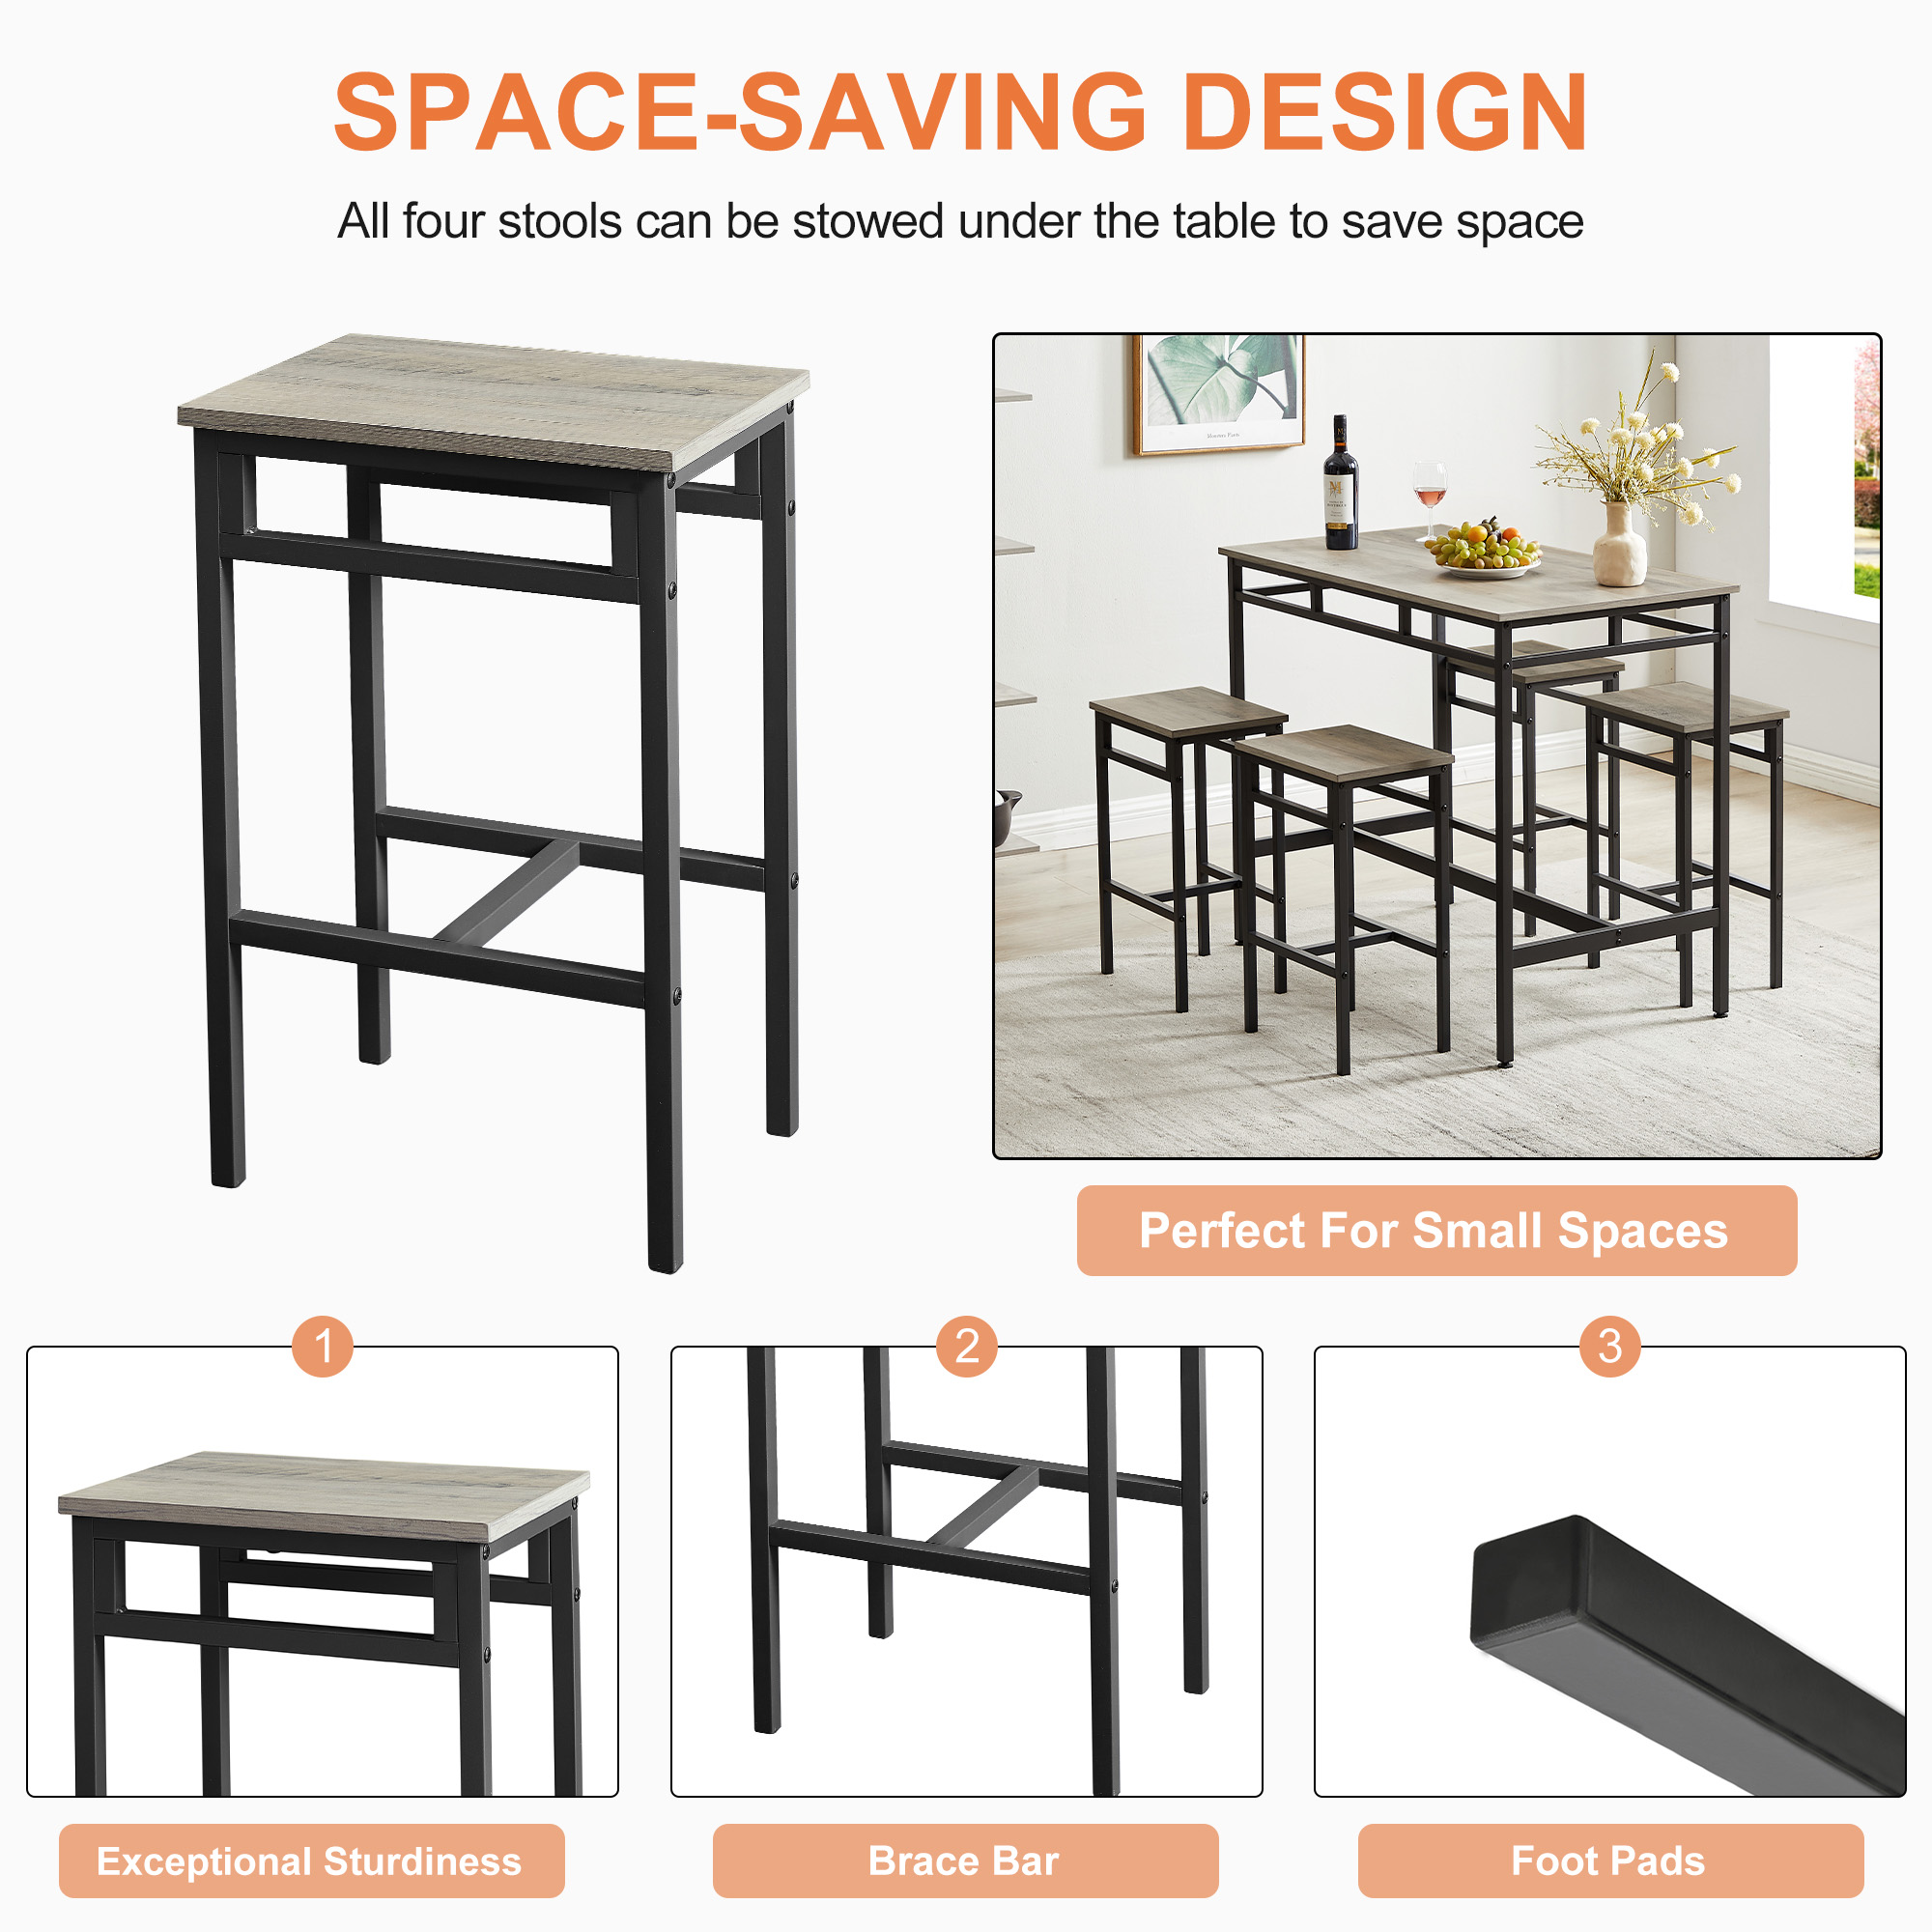 SPACE-SAVING DESIGN
All four stools can be stowed under the table to save space
Perfect For Small Spaces
1
2
3
Exceptional Sturdiness
Brace Bar
Foot Pads